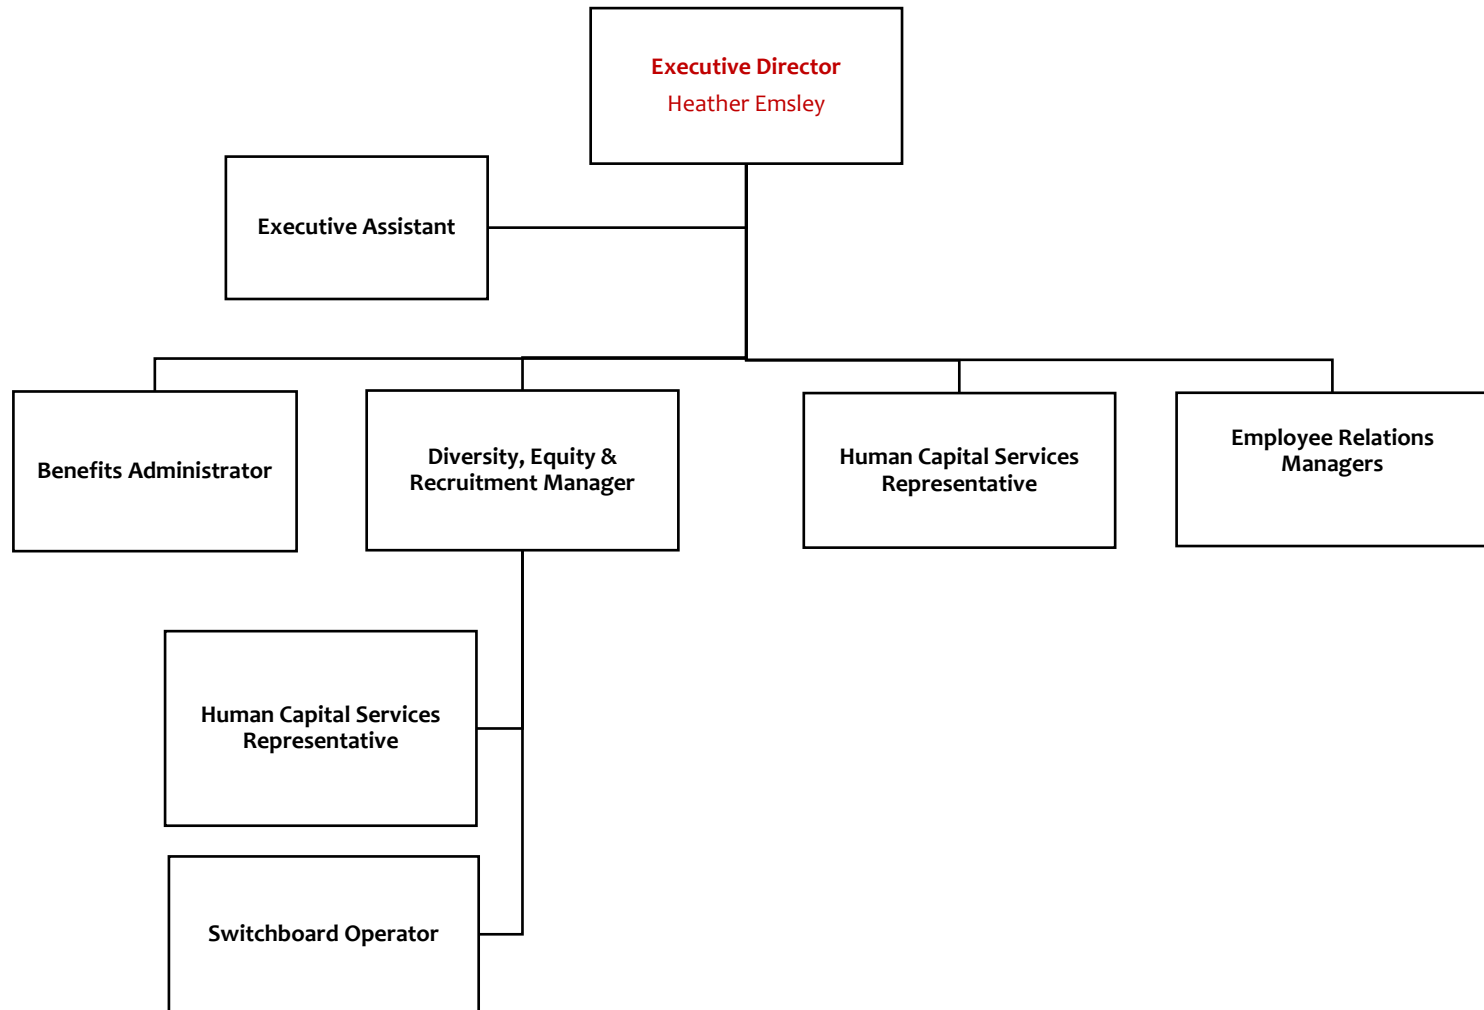 Executive Director
Heather Emsley
Executive Assistant
Benefits Administrator
Diversity, Equity &
Recruitment Manager
Human Capital Services
Representative
Employee Relations
Managers
Human Capital Services
Representative
Switchboard Operator